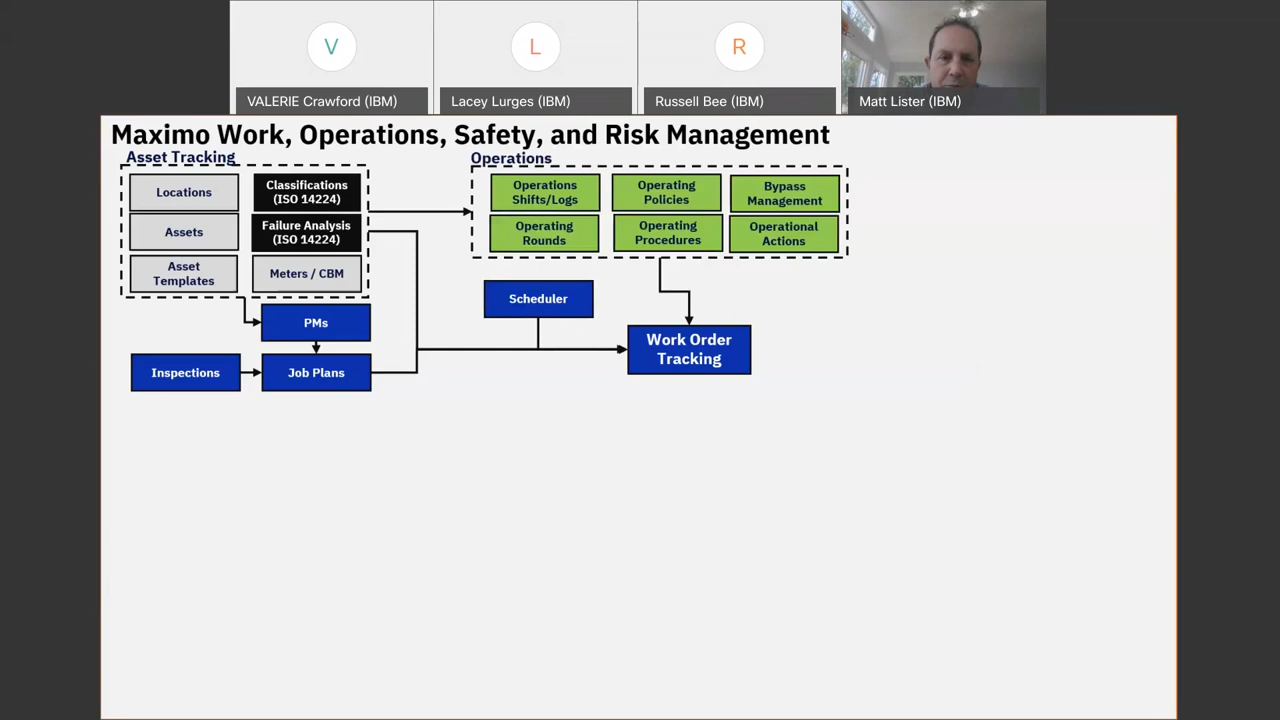 V
L
R
VALERIE Crawford (IBM)
Lacey Lurges (IBM)
Russell Bee (IBM)
Matt Lister (IBM)
Maximo Work, Operations, Safety, and Risk Management
Asset Tracking
Locations
Classifications
(ISO 14224)
Assets
Failure Analysis
(ISO 14224)
Asset
Templates
Meters / CBM
Operations
Operations
Shifts/Logs
Operating
Policies
Bypass
Management
Operating
Rounds
Operating
Procedures
Operational
Actions
Scheduler
PMs
Work Order
Tracking
Inspections
Job Plans